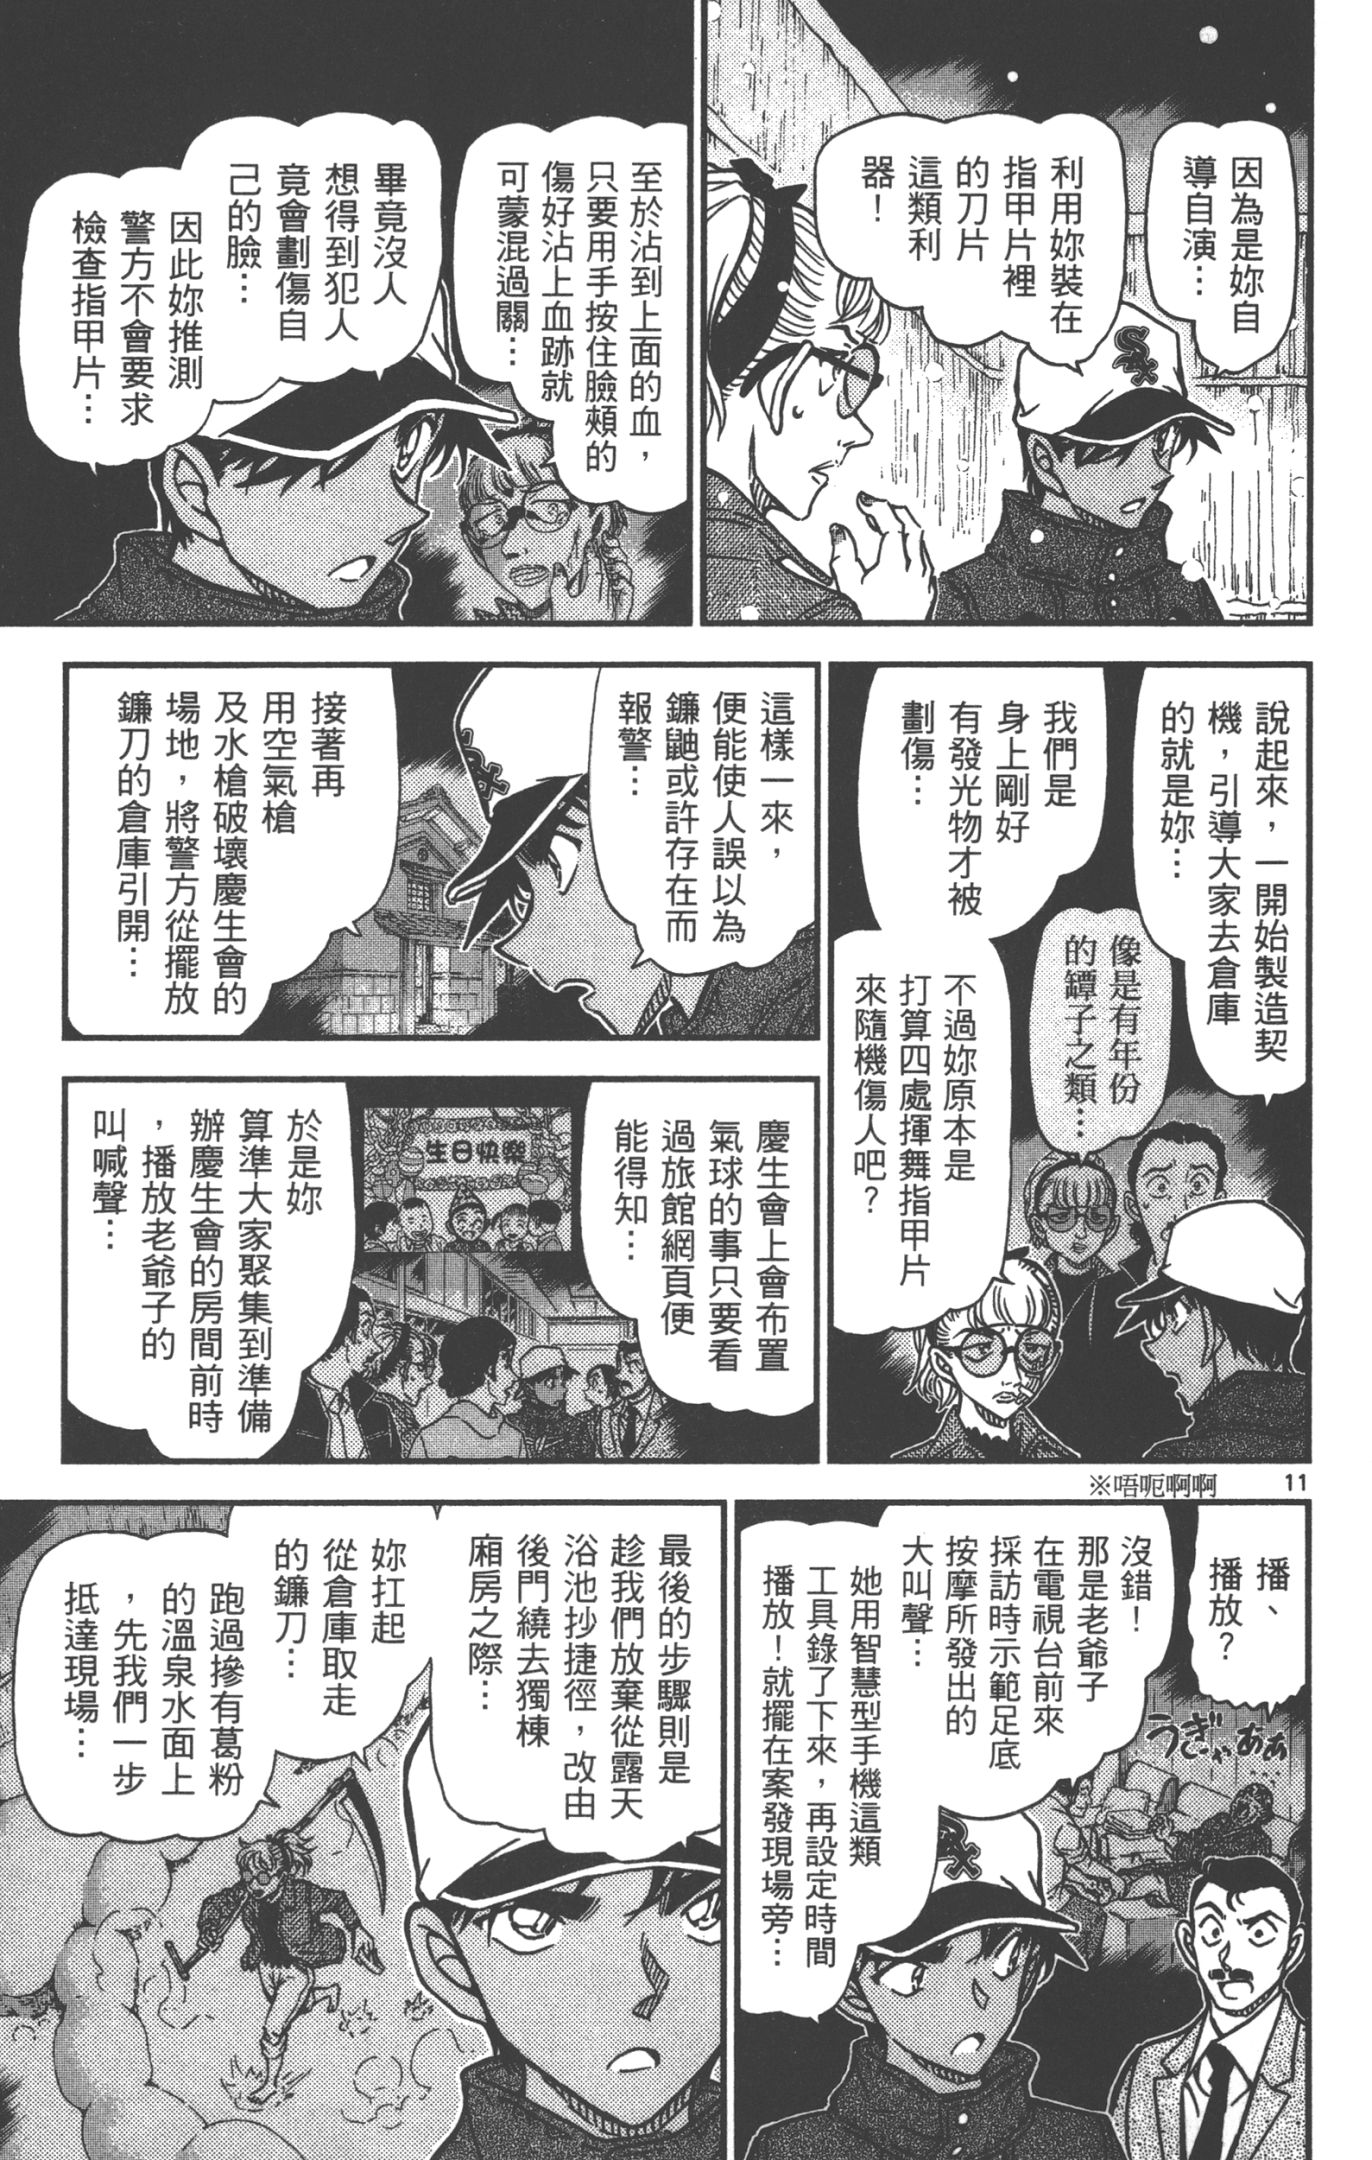 因為是妳自
導自演…
利用妳裝在
指甲片裡
的刀片
這類利
器！
至於沾到上面的血，
只要用手按住臉頰的
傷好沾上血跡就
可蒙混過關…
畢竟沒人
想得到犯人
竟會劃傷自
己的臉…
因此妳推測
警方不會要求
檢查指甲片…
說起來，一開始製造契
機，引導大家去倉庫
的就是妳…
像是有年份
的罈子之類…
我們是
身上剛好
有發光物才被
劃傷…
不過妳原本是
打算四處揮舞指甲片
來隨機傷人吧？
這樣一來，
便能使人誤以為
鐮鼬或許存在而
報警…
接著再
用空氣槍
及水槍破壞慶生會的
場地，將警方從擺放
鐮刀的倉庫引開…
慶生會上會布置
氣球的事只要看
過旅館網頁便
能得知…
生日快樂
於是妳
算準大家聚集到準備
辦慶生會的房間前時
，播放老爺子的
叫喊聲…
※唔呃啊啊
11
播、
播放？
うぎゃああ
沒錯！
那是老爺子
在電視台前來
採訪時示範足底
按摩所發出的
大叫聲…
她用智慧型手機這類
工具錄了下來，再設定時間
播放！就擺在案發現場旁…
最後的步驟則是
趁我們放棄從露天
浴池抄捷徑，改由
後門繞去獨棟
廂房之際…
妳扛起
從倉庫取走
的鐮刀…
跑過摻有葛粉
的溫泉水面上
，先我們一步
抵達現場…